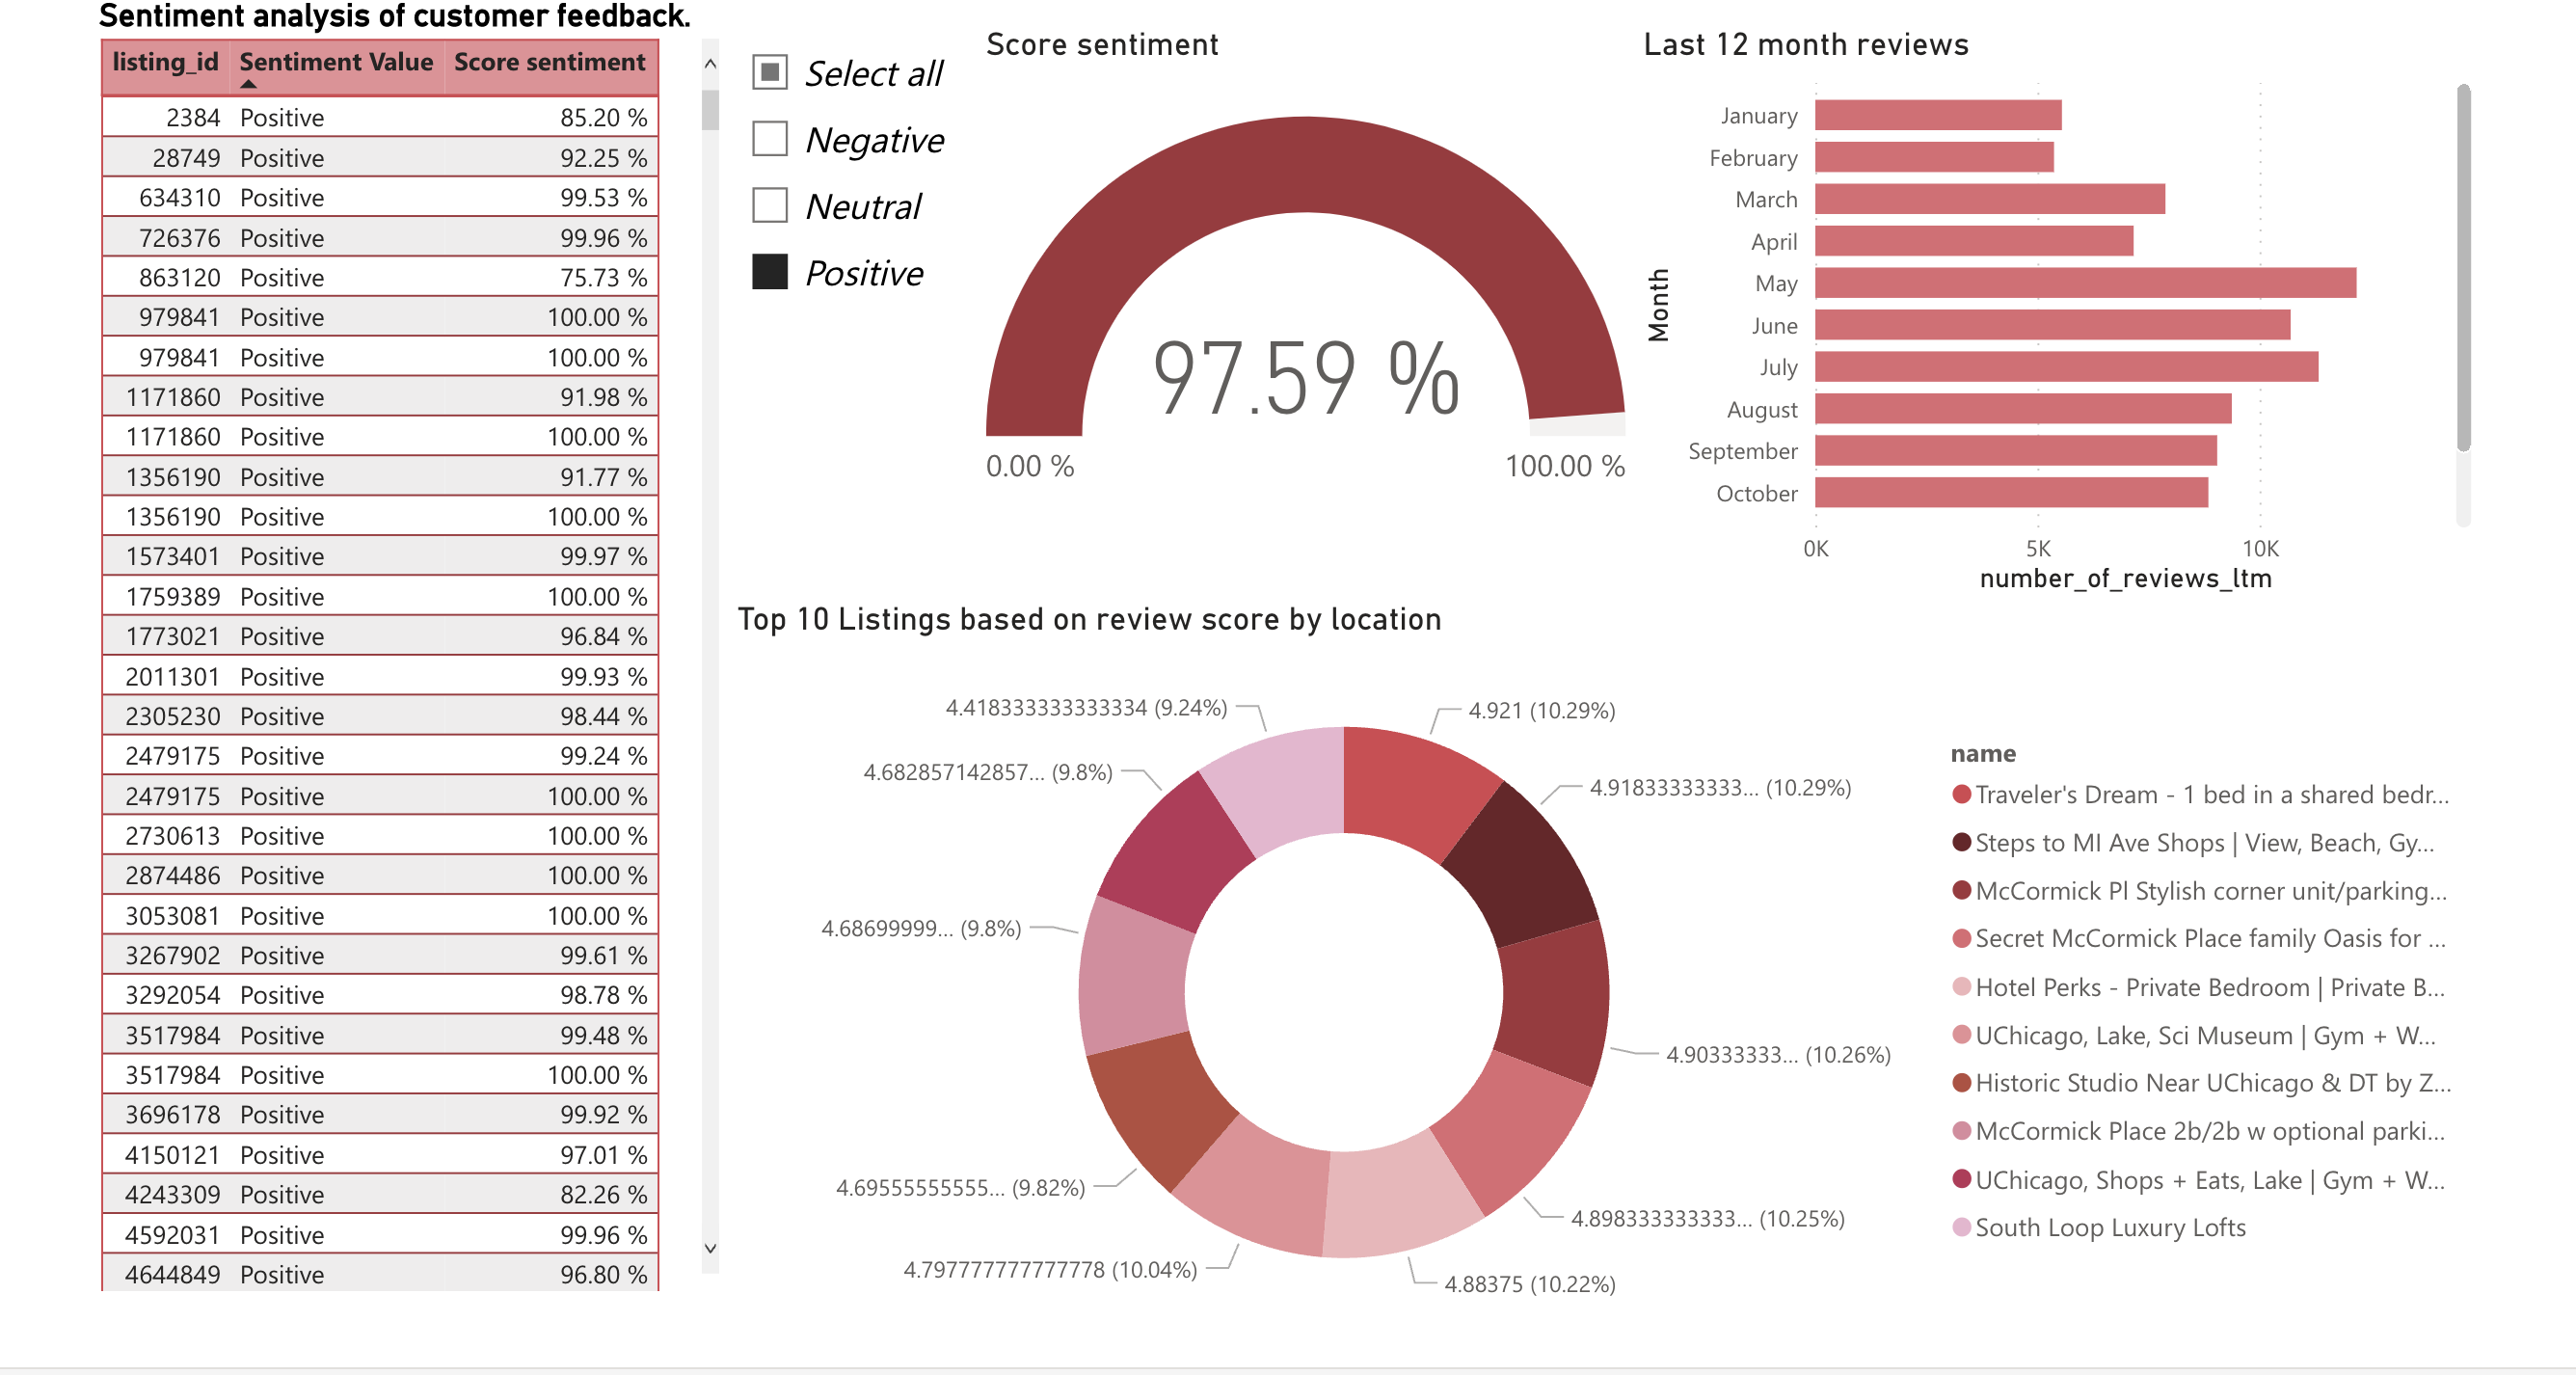 Sentiment analysis of customer feedback.
listing_id Sentiment Value Score sentiment
2384 Positive 85.20 %
28749 Positive 92.25 %
634310 Positive 99.53 %
726376 Positive 99.96 %
863120 Positive 75.73 %
979841 Positive 100.00 %
979841 Positive 100.00 %
1171860 Positive 91.98 %
1171860 Positive 100.00 %
1356190 Positive 91.77 %
1356190 Positive 100.00 %
1573401 Positive 99.97 %
1759389 Positive 100.00 %
1773021 Positive 96.84 %
2011301 Positive 99.93 %
2305230 Positive 98.44 %
2479175 Positive 99.24 %
2479175 Positive 100.00 %
2730613 Positive 100.00 %
2874486 Positive 100.00 %
3053081 Positive 100.00 %
3267902 Positive 99.61 %
3292054 Positive 98.78 %
3517984 Positive 99.48 %
3517984 Positive 100.00 %
3696178 Positive 99.92 %
4150121 Positive 97.01 %
4243309 Positive 82.26 %
4592031 Positive 99.96 %
4644849 Positive 96.80 %
Select all
Negative
Neutral
Positive
Score sentiment
97.59 %
0.00 %
100.00 %
Last 12 month reviews
Month
January
February
March
April
May
June
July
August
September
October
0K
5K
10K
number_of_reviews_ltm
Top 10 Listings based on review score by location
4.921 (10.29%)
4.91833333333... (10.29%)
4.90333333... (10.26%)
4.898333333333... (10.25%)
4.88375 (10.22%)
4.797777777777778 (10.04%)
4.69555555555... (9.82%)
4.68699999... (9.8%)
4.682857142857... (9.8%)
4.418333333333334 (9.24%)
name
Traveler's Dream - 1 bed in a shared bedr...
Steps to MI Ave Shops | View, Beach, Gy...
McCormick Pl Stylish corner unit/parking...
Secret McCormick Place family Oasis for ...
Hotel Perks - Private Bedroom | Private B...
UChicago, Lake, Sci Museum | Gym + W...
Historic Studio Near UChicago & DT by Z...
McCormick Place 2b/2b w optional parki...
UChicago, Shops + Eats, Lake | Gym + W...
South Loop Luxury Lofts